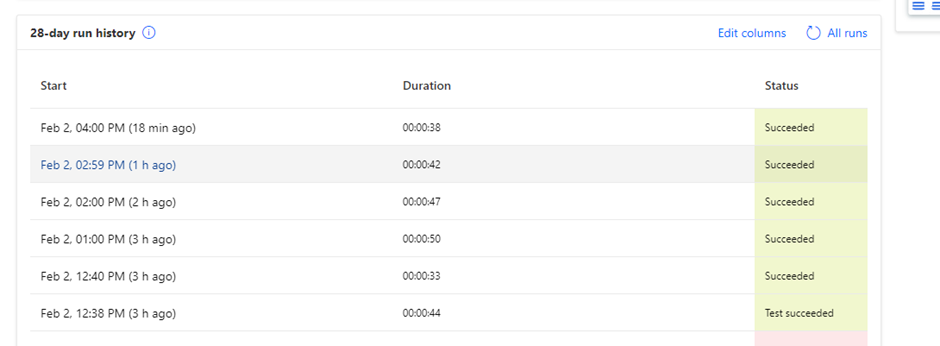 28-day run history Edit columns All runs
Start Duration Status
Feb 2, 04:00 PM (18 min ago) 00:00:38 Succeeded
Feb 2, 02:59 PM (1 h ago) 00:00:42 Succeeded
Feb 2, 02:00 PM (2 h ago) 00:00:47 Succeeded
Feb 2, 01:00 PM (3 h ago) 00:00:50 Succeeded
Feb 2, 12:40 PM (3 h ago) 00:00:33 Succeeded
Feb 2, 12:38 PM (3 h ago) 00:00:44 Test succeeded